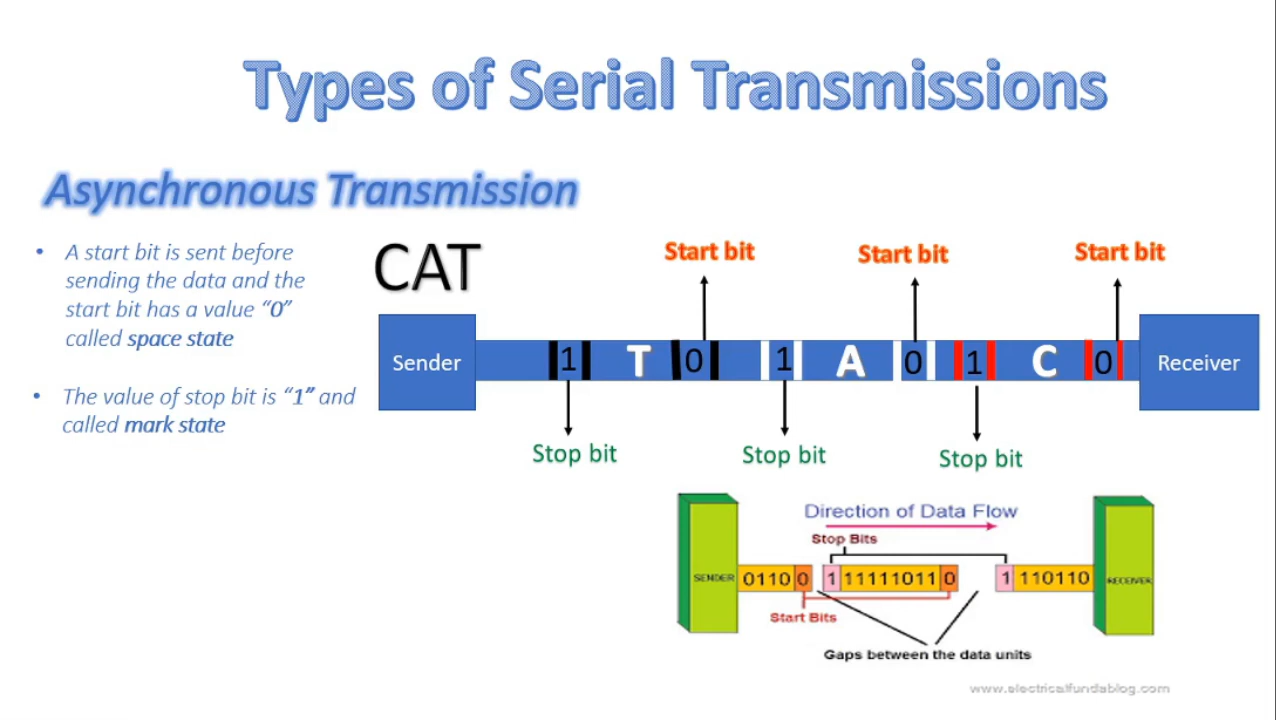 Types of Serial Transmissions
Asynchronous Transmission
• A start bit is sent before
sending the data and the
start bit has a value “0”
called space state
• The value of stop bit is “1” and
called mark state
CAT
Start bit Start bit Start bit
Sender 1 T 0 1 A 0 1 C 0 Receiver
Stop bit Stop bit Stop bit
Direction of Data Flow
Stop Bits
SENDER 0110 0 1 11111011 0 1 110110 RECEIVER
Start Bits
Gaps between the data units
www.electricalfundablog.com